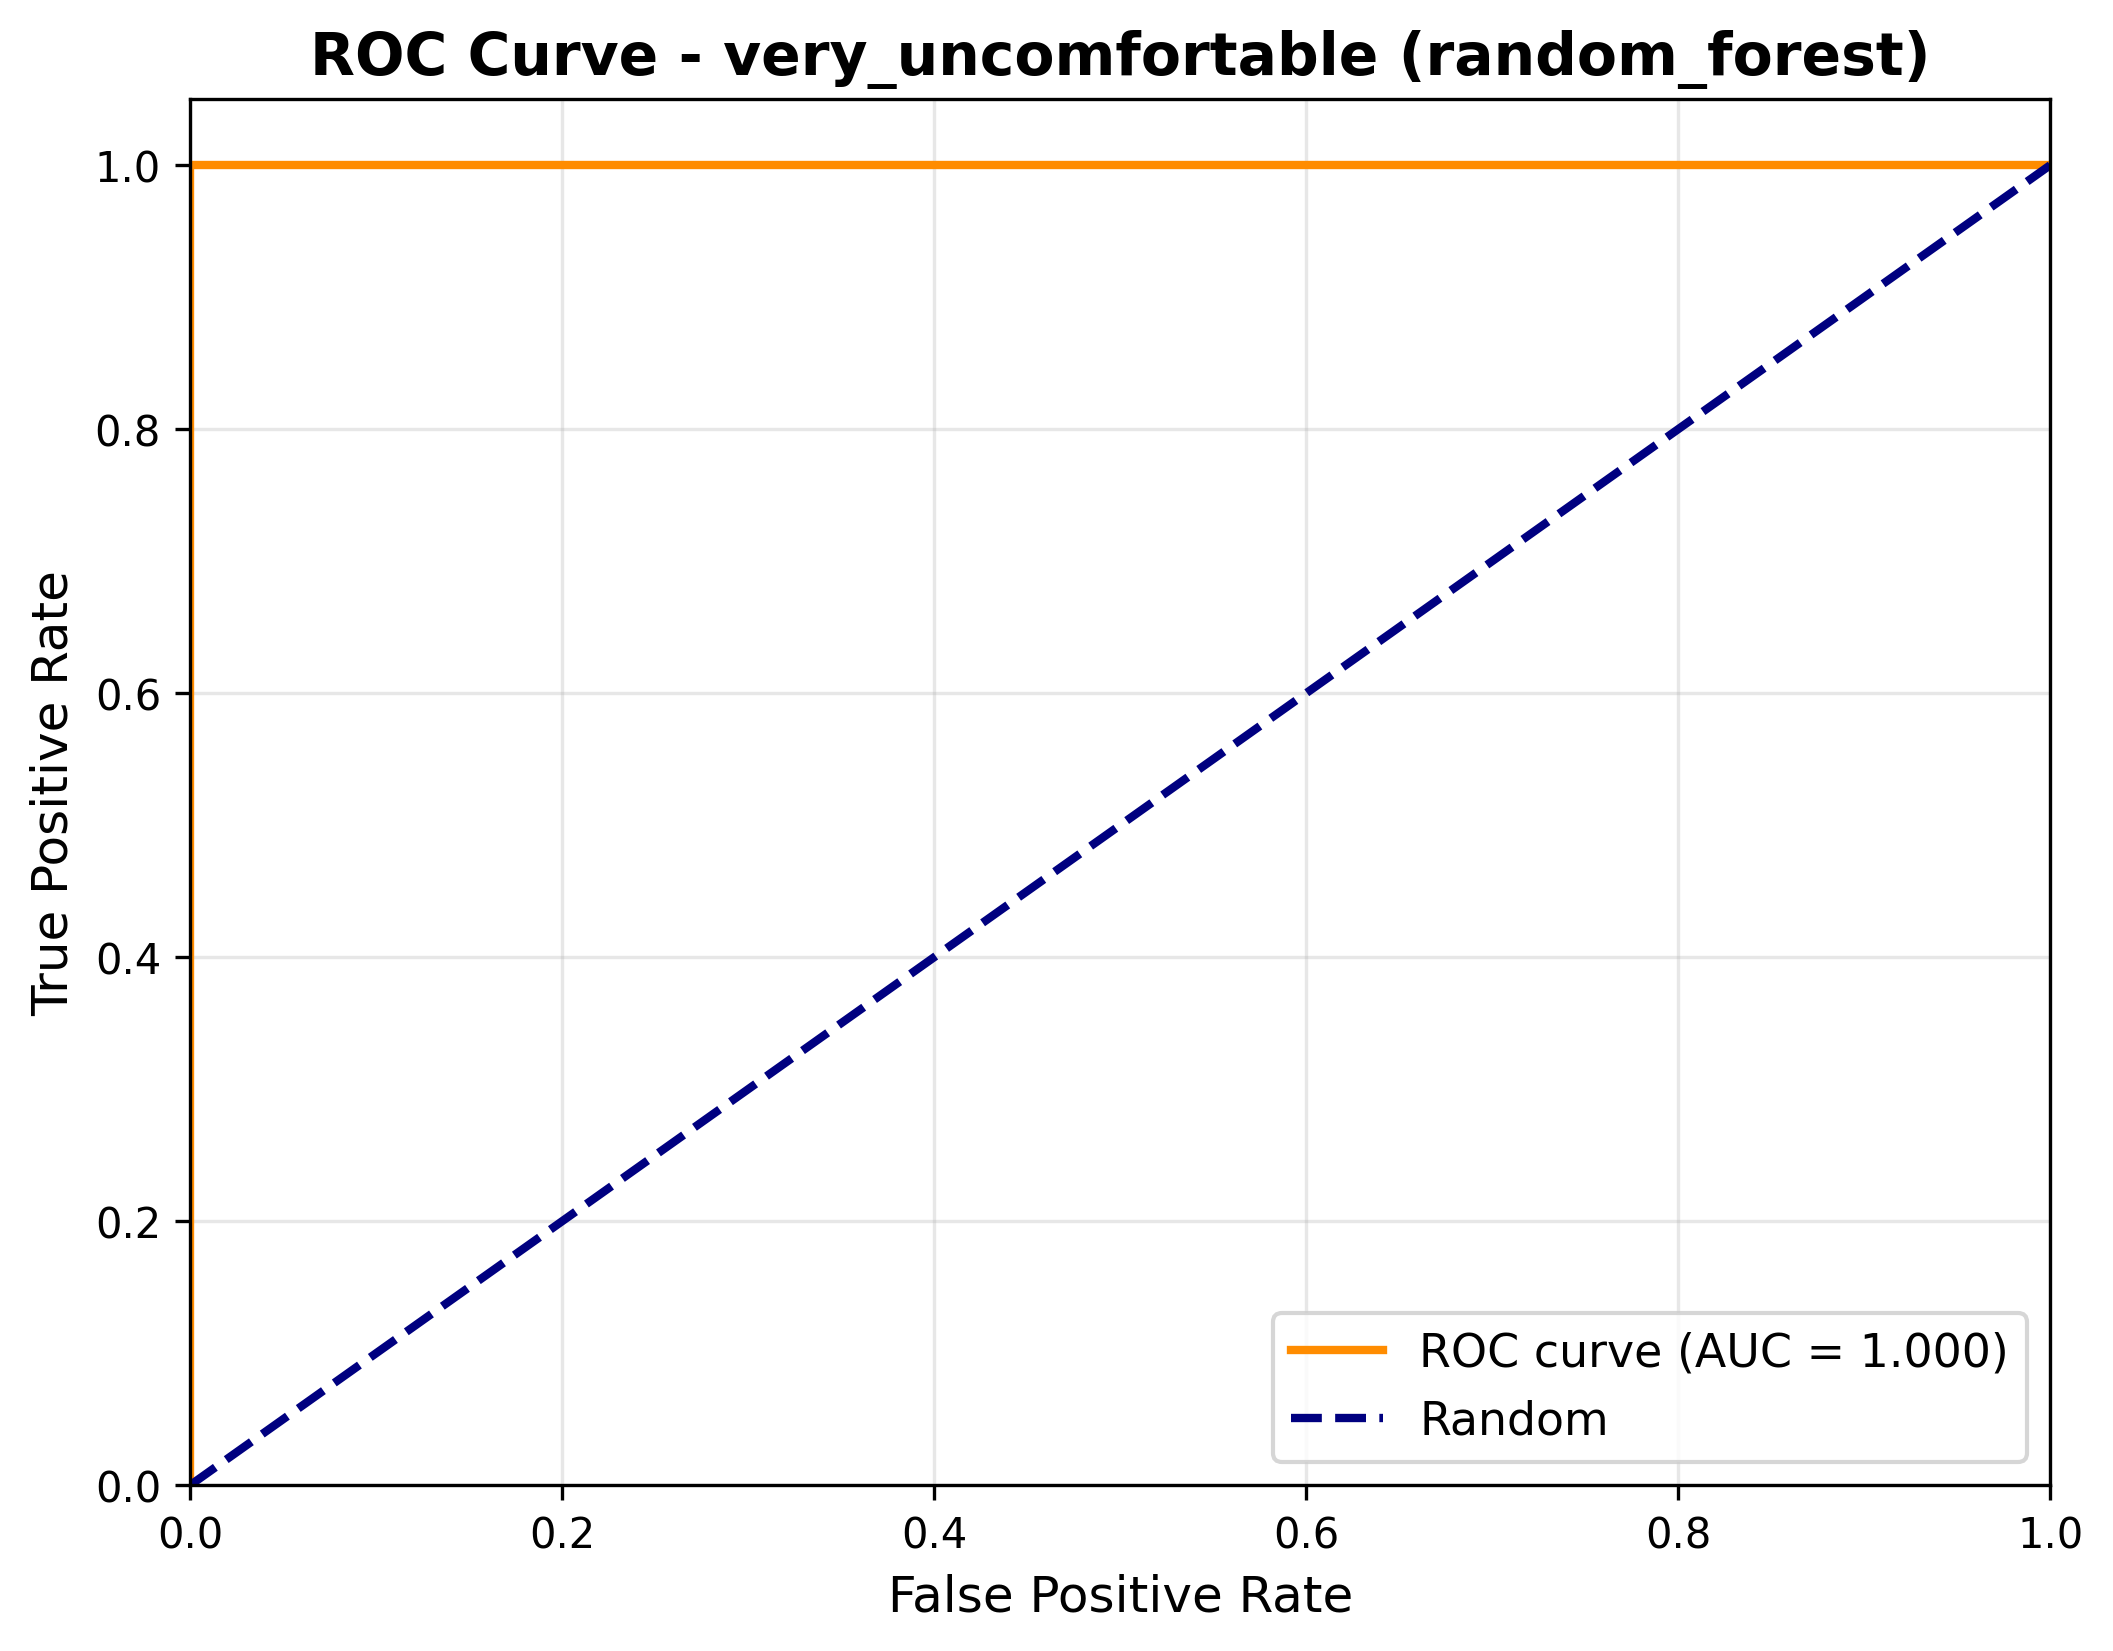 ROC Curve - very_uncomfortable (random_forest)
True Positive Rate
1.0
0.8
0.6
0.4
0.2
0.0
0.0 0.2 0.4 0.6 0.8 1.0
False Positive Rate
ROC curve (AUC = 1.000)
Random